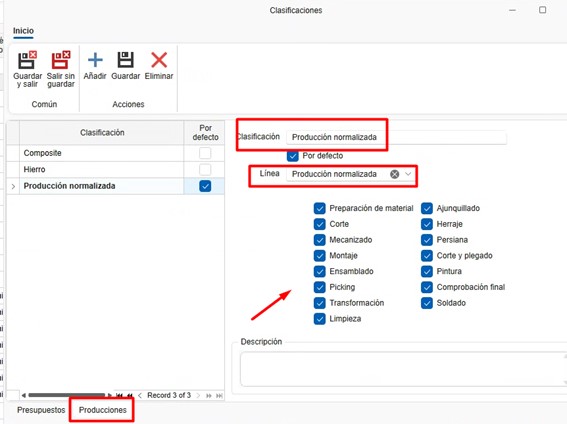 Clasificaciones
Inicio
Guardar y salir
Salir sin guardar
Añadir
Guardar
Eliminar
Común
Acciones
Clasificación
Por defecto
Composite
Hierro
Producción normalizada
Clasificación Producción normalizada
Por defecto
Línea Producción normalizada
Preparación de material
Ajunquillado
Corte
Herraje
Mecanizado
Persiana
Montaje
Corte y plegado
Ensamblado
Pintura
Picking
Comprobación final
Transformación
Soldado
Limpieza
Descripción
Record 3 of 3
Presupuestos
Producciones